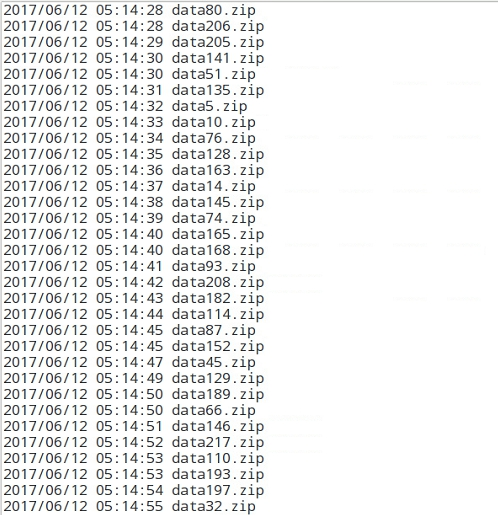 2017/06/12 05:14:28 data80.zip
2017/06/12 05:14:28 data206.zip
2017/06/12 05:14:29 data205.zip
2017/06/12 05:14:30 data141.zip
2017/06/12 05:14:30 data51.zip
2017/06/12 05:14:31 data135.zip
2017/06/12 05:14:32 data5.zip
2017/06/12 05:14:33 data10.zip
2017/06/12 05:14:34 data76.zip
2017/06/12 05:14:35 data128.zip
2017/06/12 05:14:36 data163.zip
2017/06/12 05:14:37 data14.zip
2017/06/12 05:14:38 data145.zip
2017/06/12 05:14:39 data74.zip
2017/06/12 05:14:40 data165.zip
2017/06/12 05:14:40 data168.zip
2017/06/12 05:14:41 data93.zip
2017/06/12 05:14:42 data208.zip
2017/06/12 05:14:43 data182.zip
2017/06/12 05:14:44 data114.zip
2017/06/12 05:14:45 data87.zip
2017/06/12 05:14:45 data152.zip
2017/06/12 05:14:47 data45.zip
2017/06/12 05:14:49 data129.zip
2017/06/12 05:14:50 data189.zip
2017/06/12 05:14:50 data66.zip
2017/06/12 05:14:51 data146.zip
2017/06/12 05:14:52 data217.zip
2017/06/12 05:14:53 data110.zip
2017/06/12 05:14:53 data193.zip
2017/06/12 05:14:54 data197.zip
2017/06/12 05:14:55 data32.zip